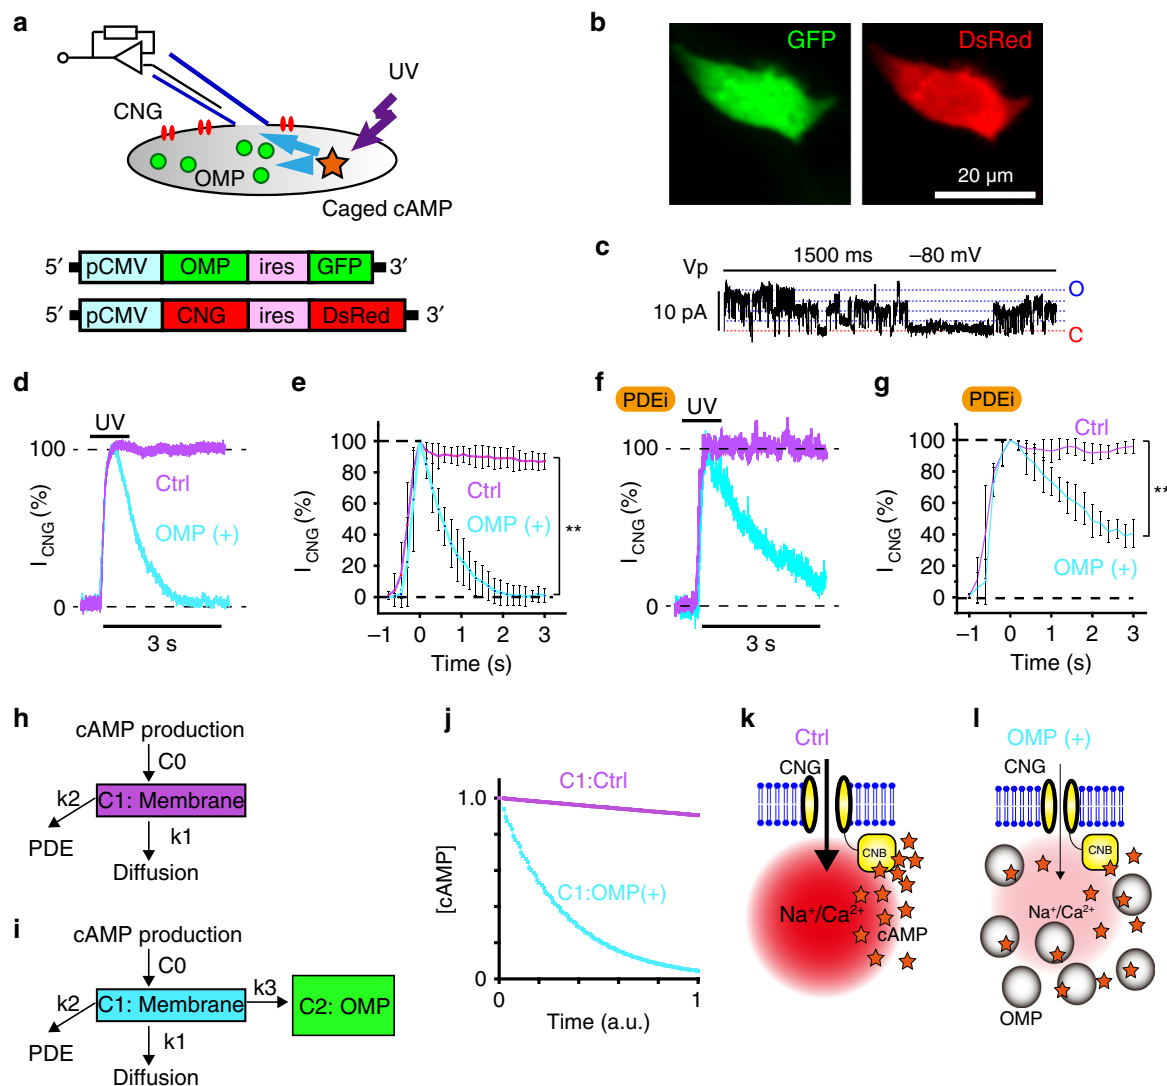 a
UV
CNG
OMP
Caged cAMP
5′ pCMV OMP ires GFP 3′
5′ pCMV CNG ires DsRed 3′
b
GFP
DsRed
20 µm
c
Vp 1500 ms –80 mV
O
10 pA
C
d
UV
100
Ctrl
OMP (+)
I CNG (%)
0
3 s
e
100
80
60
40
20
0
Ctrl
OMP (+)
**
I CNG (%)
–1 0 1 2 3
Time (s)
f
PDEi
UV
100
I CNG (%)
0
3 s
g
PDEi
Ctrl
100
80
60
40
20
0
**
OMP (+)
I CNG (%)
–1 0 1 2 3
Time (s)
h
cAMP production
C0
k2 C1: Membrane
PDE
k1
Diffusion
i
cAMP production
C0
k2 C1: Membrane k3 C2: OMP
PDE
k1
Diffusion
j
C1:Ctrl
1.0
C1:OMP(+)
[cAMP]
0
0 1
Time (a.u.)
k
Ctrl
CNG
CNB
Na⁺/Ca²⁺
cAMP
l
OMP (+)
CNG
CNB
Na⁺/Ca²⁺
OMP